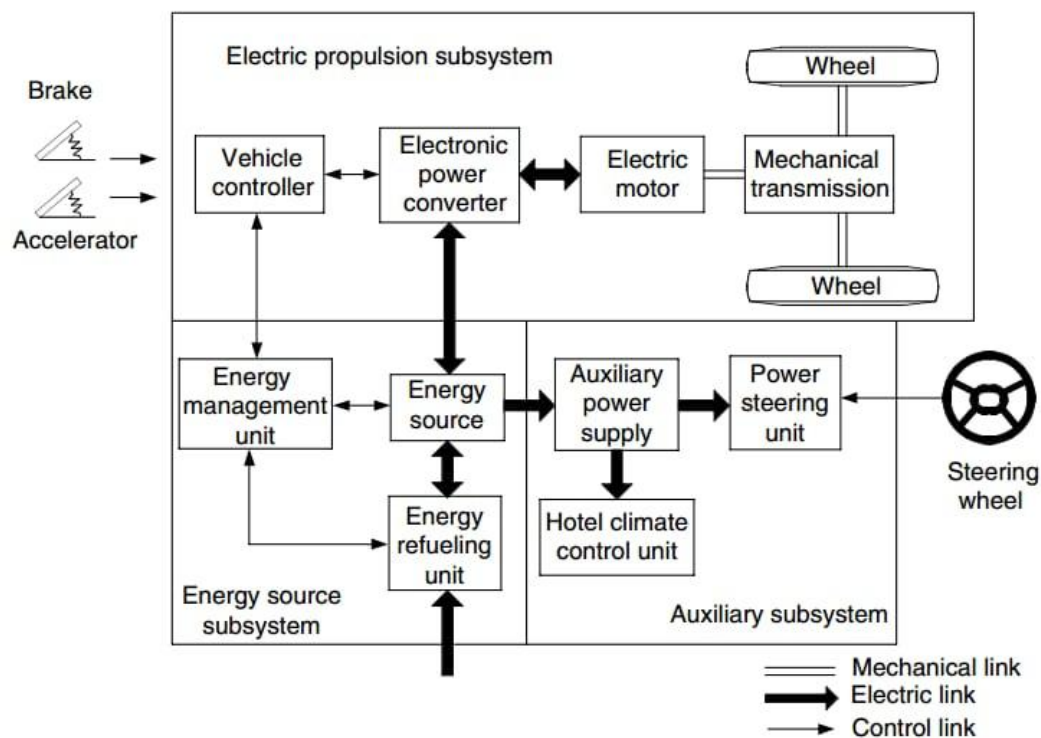 Electric propulsion subsystem
Brake
Accelerator
Vehicle
controller
Electronic
power
converter
Electric
motor
Mechanical
transmission
Wheel
Wheel
Energy
management
unit
Energy
source
Auxiliary
power
supply
Power
steering
unit
Steering
wheel
Energy
refueling
unit
Hotel climate
control unit
Energy source
subsystem
Auxiliary subsystem
Mechanical link
Electric link
Control link